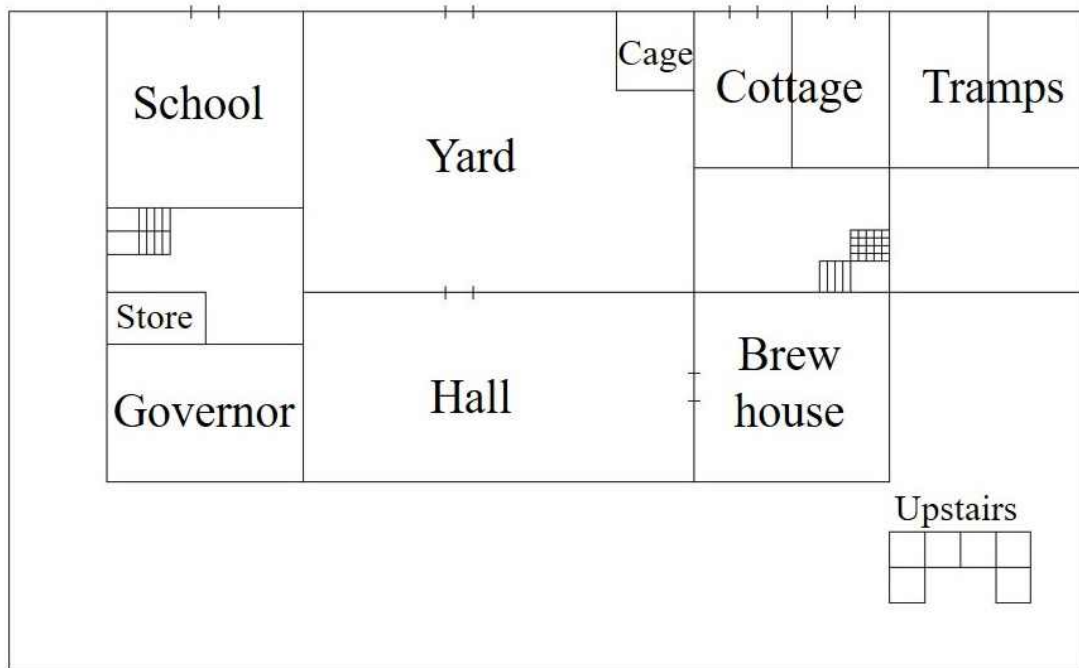 School
Cage
Cottage
Tramps
Yard
Store
Governor
Hall
Brew
house
Upstairs